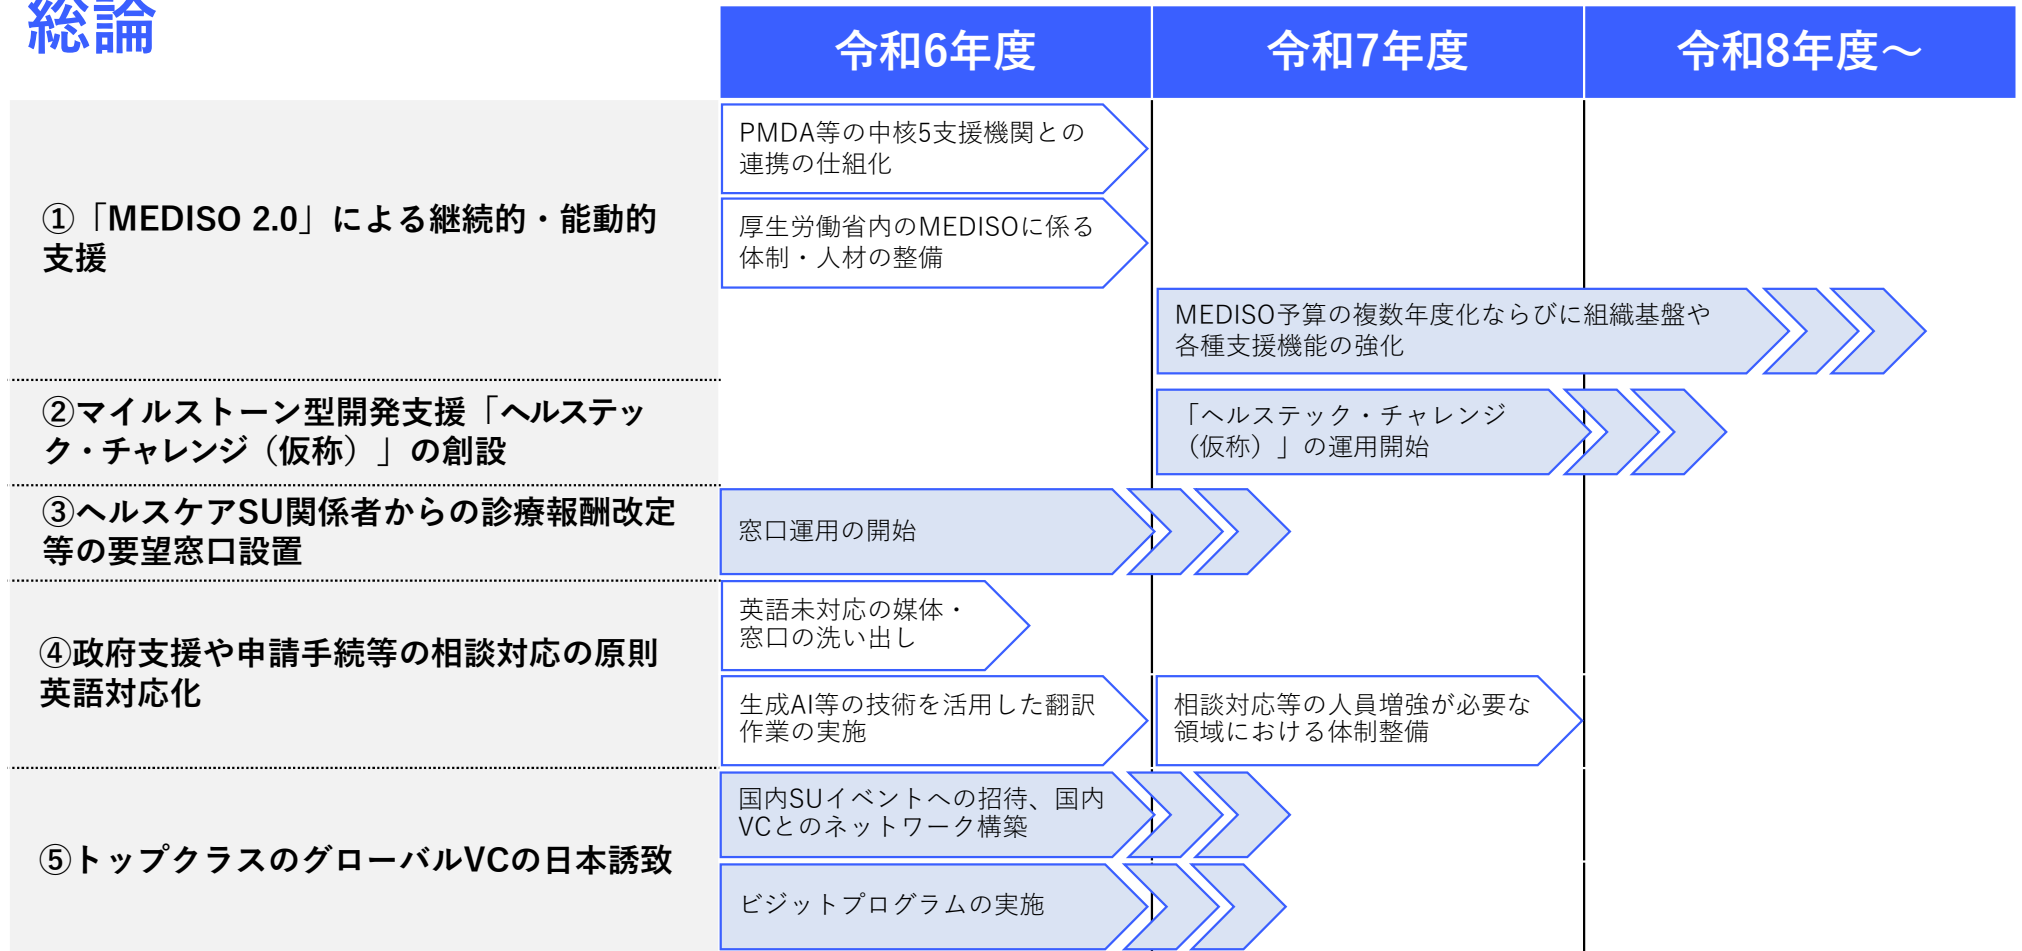 総論
令和6年度
令和7年度
令和8年度～
①「MEDISO 2.0」による継続的・能動的
支援
PMDA等の中核5支援機関との
連携の仕組化
厚生労働省内のMEDISOに係る
体制・人材の整備
MEDISO予算の複数年度化ならびに組織基盤や
各種支援機能の強化
②マイルストーン型開発支援「ヘルステッ
ク・チャレンジ（仮称）」の創設
「ヘルステック・チャレンジ
（仮称）」の運用開始
③ヘルスケアSU関係者からの診療報酬改定
等の要望窓口設置
窓口運用の開始
④政府支援や申請手続等の相談対応の原則
英語対応化
英語未対応の媒体・
窓口の洗い出し
生成AI等の技術を活用した翻訳
作業の実施
相談対応等の人員増強が必要な
領域における体制整備
⑤トップクラスのグローバルVCの日本誘致
国内SUイベントへの招待、国内
VCとのネットワーク構築
ビジットプログラムの実施